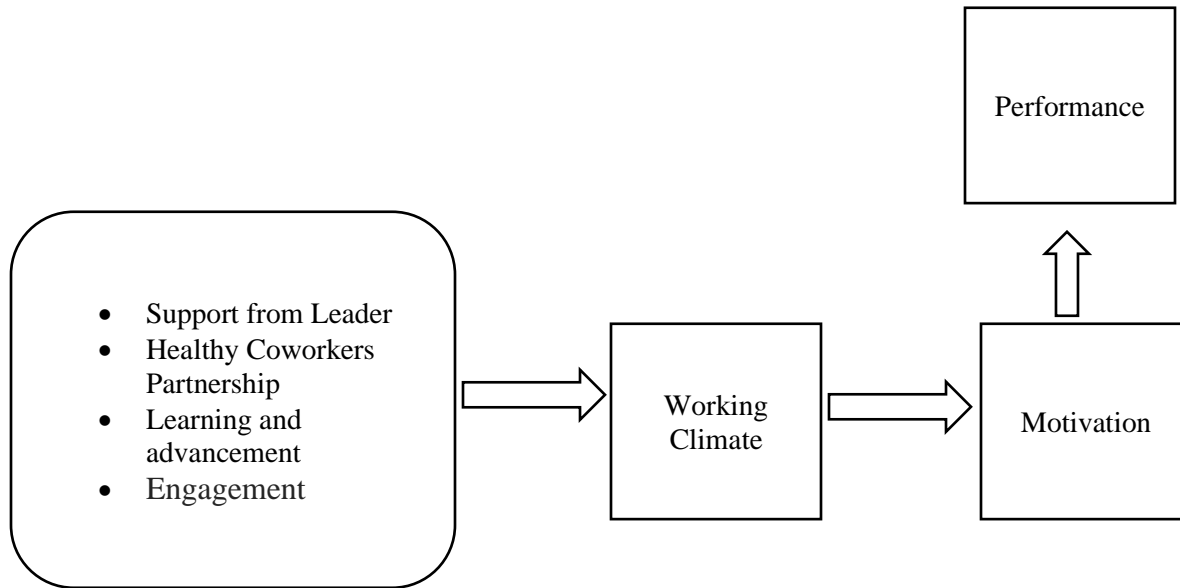 Performance
• Support from Leader
• Healthy Coworkers
Partnership
• Learning and
advancement
• Engagement
Working
Climate
Motivation